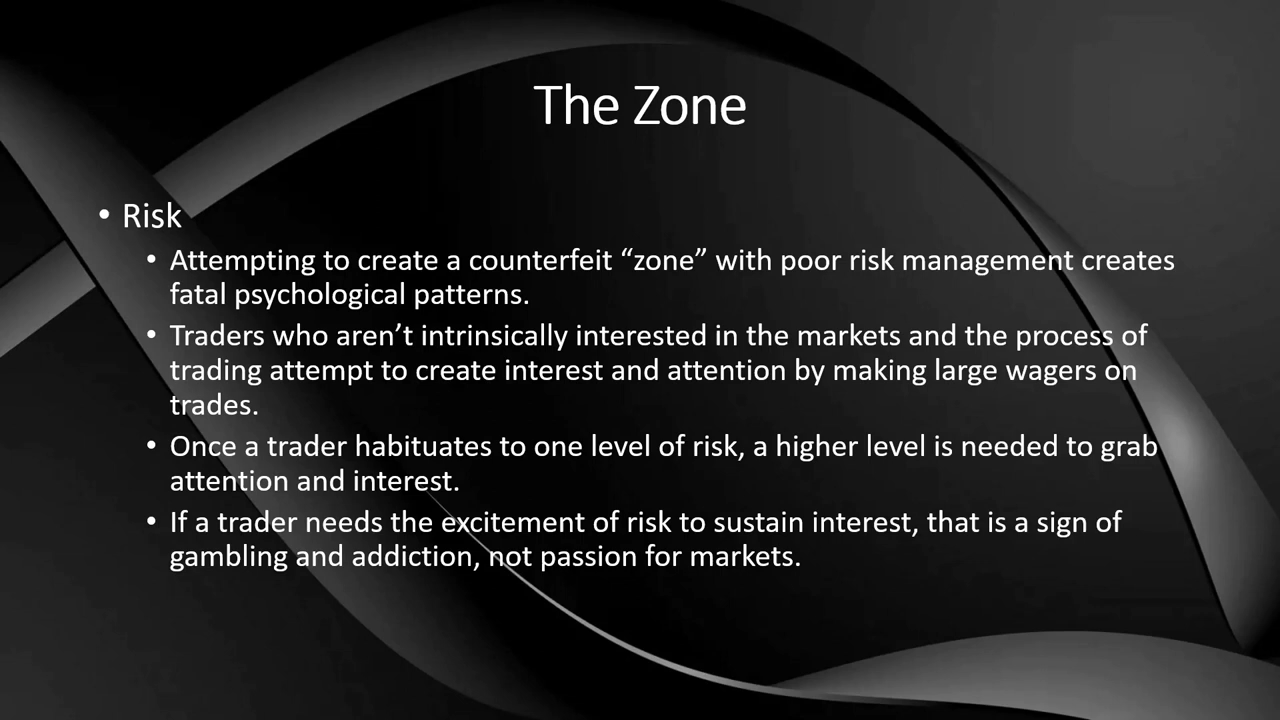 The Zone
• Risk
• Attempting to create a counterfeit “zone” with poor risk management creates
fatal psychological patterns.
• Traders who aren’t intrinsically interested in the markets and the process of
trading attempt to create interest and attention by making large wagers on
trades.
• Once a trader habituates to one level of risk, a higher level is needed to grab
attention and interest.
• If a trader needs the excitement of risk to sustain interest, that is a sign of
gambling and addiction, not passion for markets.